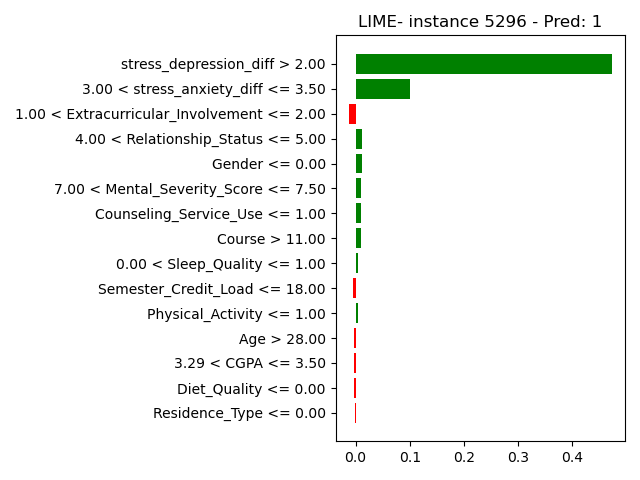 LIME- instance 5296 - Pred: 1
stress_depression_diff > 2.00
3.00 < stress_anxiety_diff <= 3.50
1.00 < Extracurricular_Involvement <= 2.00
4.00 < Relationship_Status <= 5.00
Gender <= 0.00
7.00 < Mental_Severity_Score <= 7.50
Counseling_Service_Use <= 1.00
Course > 11.00
0.00 < Sleep_Quality <= 1.00
Semester_Credit_Load <= 18.00
Physical_Activity <= 1.00
Age > 28.00
3.29 < CGPA <= 3.50
Diet_Quality <= 0.00
Residence_Type <= 0.00
0.0 0.1 0.2 0.3 0.4